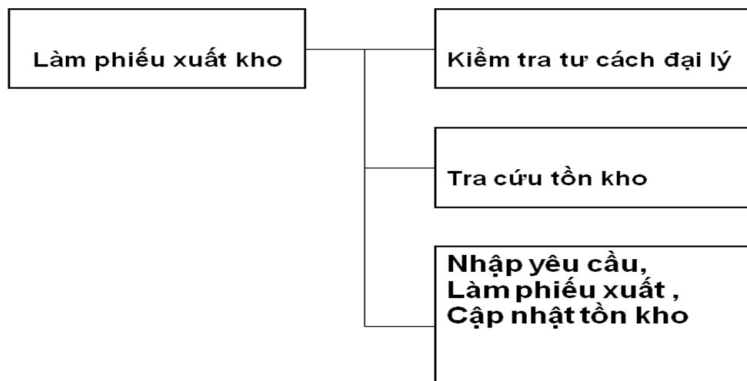 Làm phiếu xuất kho
Kiểm tra tư cách đại lý
Tra cứu tồn kho
Nhập yêu cầu,
Làm phiếu xuất ,
Cập nhật tồn kho